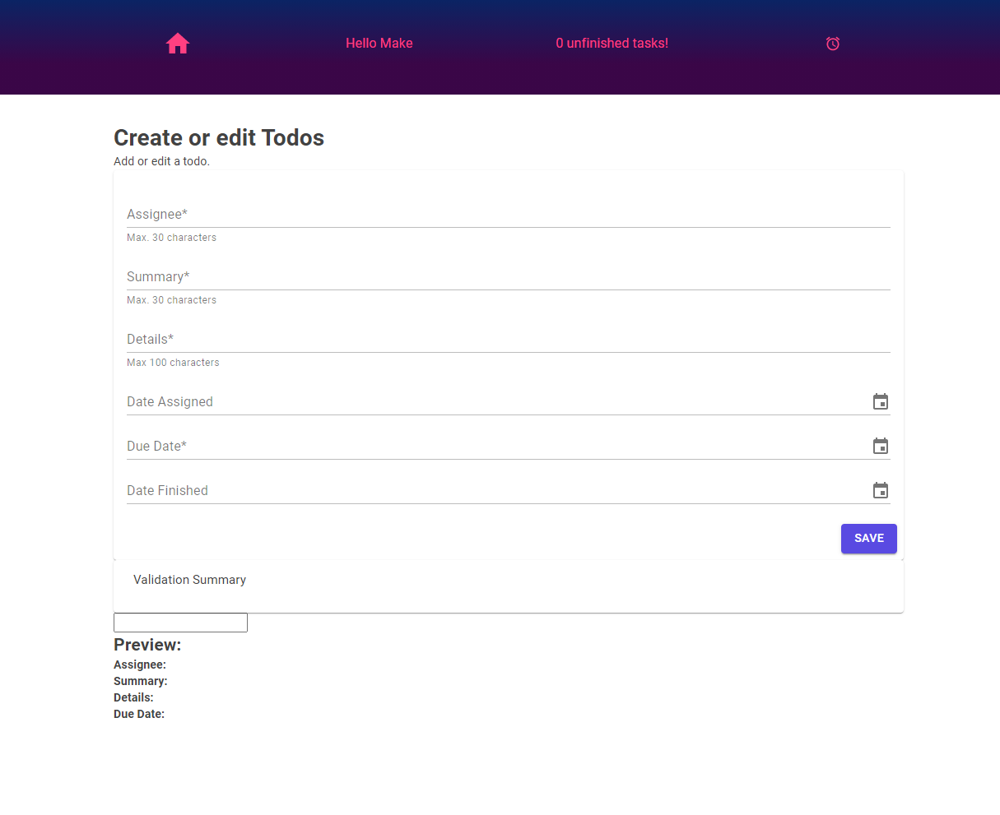 Hello Make
0 unfinished tasks!
Create or edit Todos
Add or edit a todo.
Assignee*
Max. 30 characters
Summary*
Max. 30 characters
Details*
Max 100 characters
Date Assigned
Due Date*
Date Finished
SAVE
Validation Summary
Preview:
Assignee:
Summary:
Details:
Due Date: